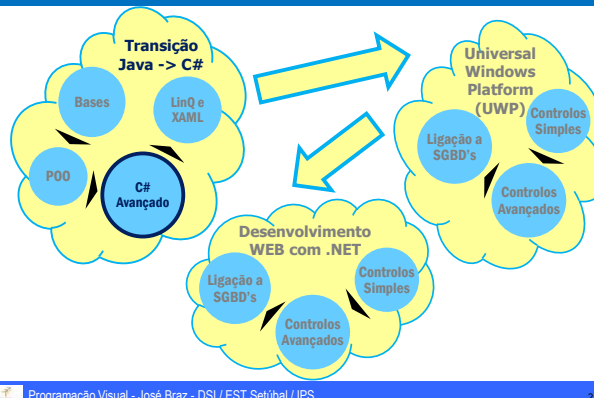 Transição
Java -> C#
Bases
LinQ e
XAML
POO
C#
Avançado
Universal
Windows
Platform
(UWP)
Controlos
Simples
Ligação a
SGBD's
Controlos
Avançados
Desenvolvimento
WEB com .NET
Ligação a
SGBD's
Controlos
Simples
Controlos
Avançados
Programação Visual - José Braz - DSI / EST Setúbal / IPS